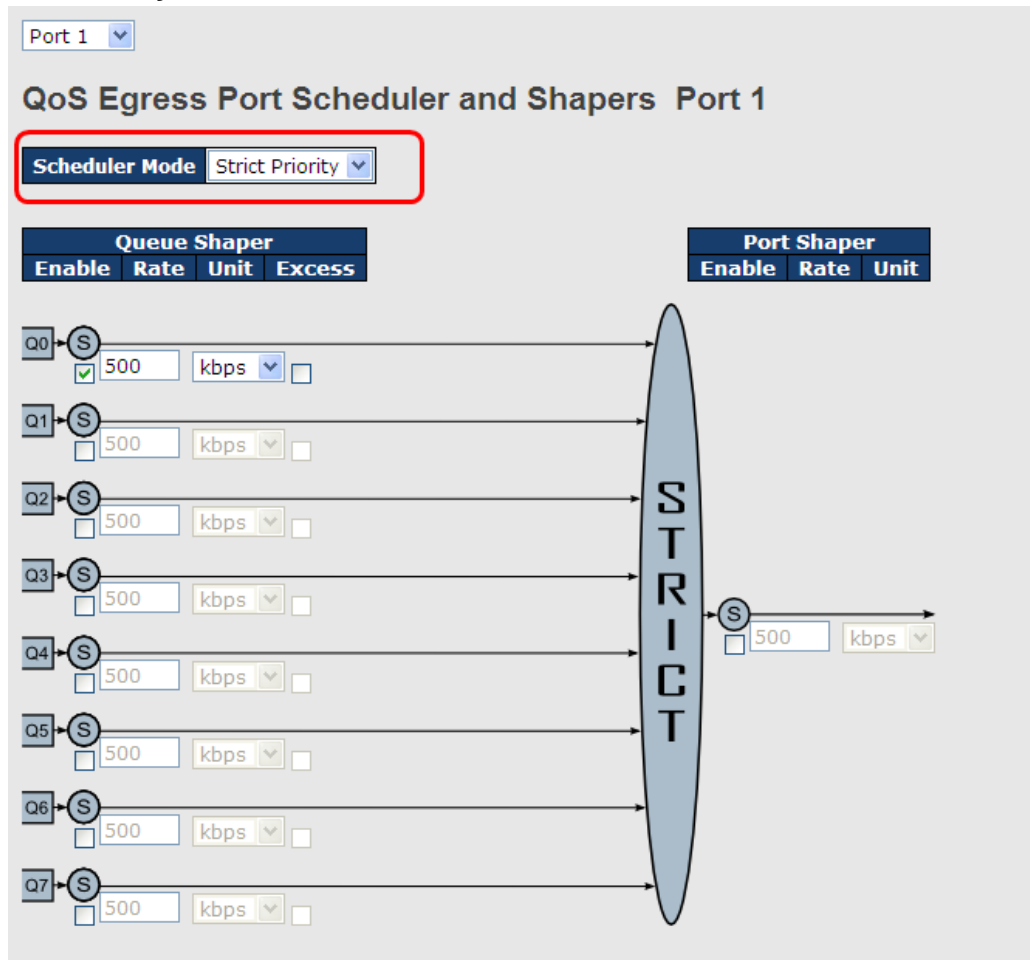 Port 1
QoS Egress Port Scheduler and Shapers Port 1
Scheduler Mode Strict Priority
Queue Shaper Port Shaper
Enable Rate Unit Excess Enable Rate Unit
Q0 S
500 kbps
Q1 S
500 kbps
Q2 S
500 kbps
Q3 S
500 kbps
Q4 S
500 kbps
Q5 S
500 kbps
Q6 S
500 kbps
Q7 S
500 kbps
STRICT
S
500 kbps